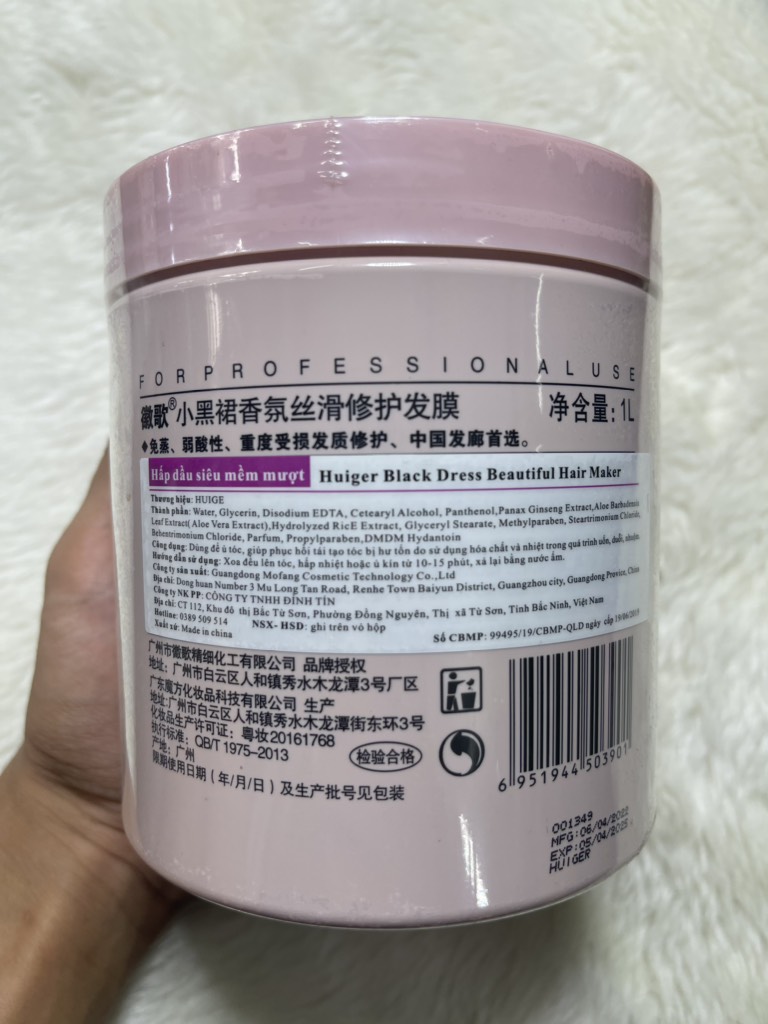 FOR PROFESSIONAL USE
徽歌®小黑裙香氛丝滑修护发膜 净含量：1L
◆免蒸、弱酸性、重度受损发质修护、中国发廊首选。
Hấp dầu siêu mềm mượt Huiger Black Dress Beautiful Hair Maker
Thương hiệu: HUIGE
Thành phần: Water, Glycerin, Disodium EDTA, Cetearyl Alcohol, Panthenol,Panax Ginseng Extract,Aloe Barbadensis
Leaf Extract( Aloe Vera Extract),Hydrolyzed RicE Extract, Glyceryl Stearate, Methylparaben, Steartrimonium Chloride,
Behentrimonium Chloride, Parfum, Propylparaben,DMDM Hydantoin
Công dụng: Dùng để ủ tóc, giúp phục hồi tái tạo tóc bị hư tổn do sử dụng hóa chất và nhiệt trong quá trình uốn, duỗi, nhuộm.
Hướng dẫn sử dụng: Xoa đều lên tóc, hấp nhiệt hoặc ủ kín từ 10-15 phút, xả lại bằng nước ấm.
Công ty sản xuất: Guangdong Mofang Cosmetic Technology Co.,Ltd
Địa chỉ: Dong huan Number 3 Mu Long Tan Road, Renhe Town Baiyun District, Guangzhou city, Guangdong Provice, China
Công ty NK PP: CÔNG TY TNHH ĐỈNH TÍN
Địa chỉ: CT 112, Khu đô thị Bắc Từ Sơn, Phường Đồng Nguyên, Thị xã Từ Sơn, Tỉnh Bắc Ninh, Việt Nam
Hotline: 0389 509 514 NSX- HSD: ghi trên vỏ hộp
Xuất xứ: Made in china Số CBMP: 99495/19/CBMP-QLD ngày cấp 19/06/2019
广州市徽歌精细化工有限公司 品牌授权
地址：广州市白云区人和镇秀水木龙潭3号厂区
广东魔方化妆品科技有限公司 生产
地址:广州市白云区人和镇秀水木龙潭街东环3号
化妆品生产许可证：粤妆20161768
执行标准：QB/T 1975-2013
产地：广州
检验合格
限期使用日期（年/月/日）及生产批号见包装
6 951944 503901
001349
MFG:06/04/2022
EXP:05/04/2025
HUIGER